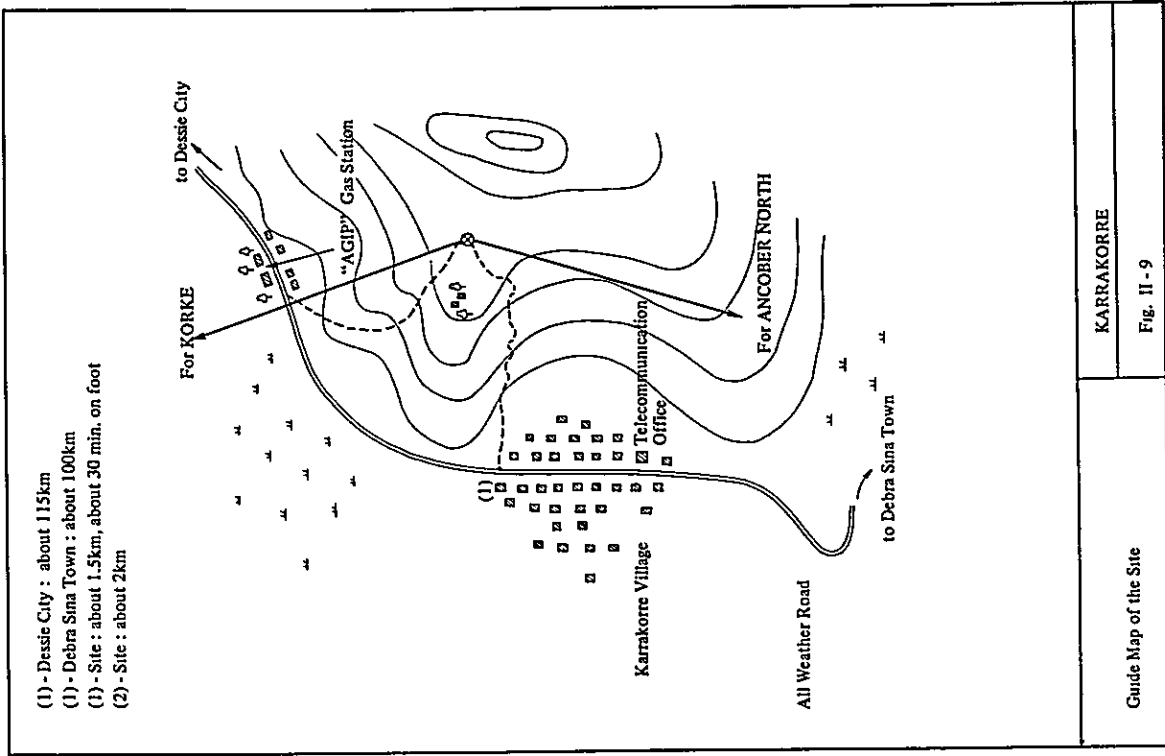 (1) - Dessie City : about 115km
(1) - Debra Sina Town : about 100km
(1) - Site : about 1.5km, about 30 min. on foot
(2) - Site : about 2km
to Dessie City
For KORKE
"AGIP" Gas Station
(1)
Telecommunication
Office
For ANCOBER NORTH
Karrakorre Village
to Debra Sina Town
All Weather Road
Guide Map of the Site
KARRAKORRE
Fig. II - 9